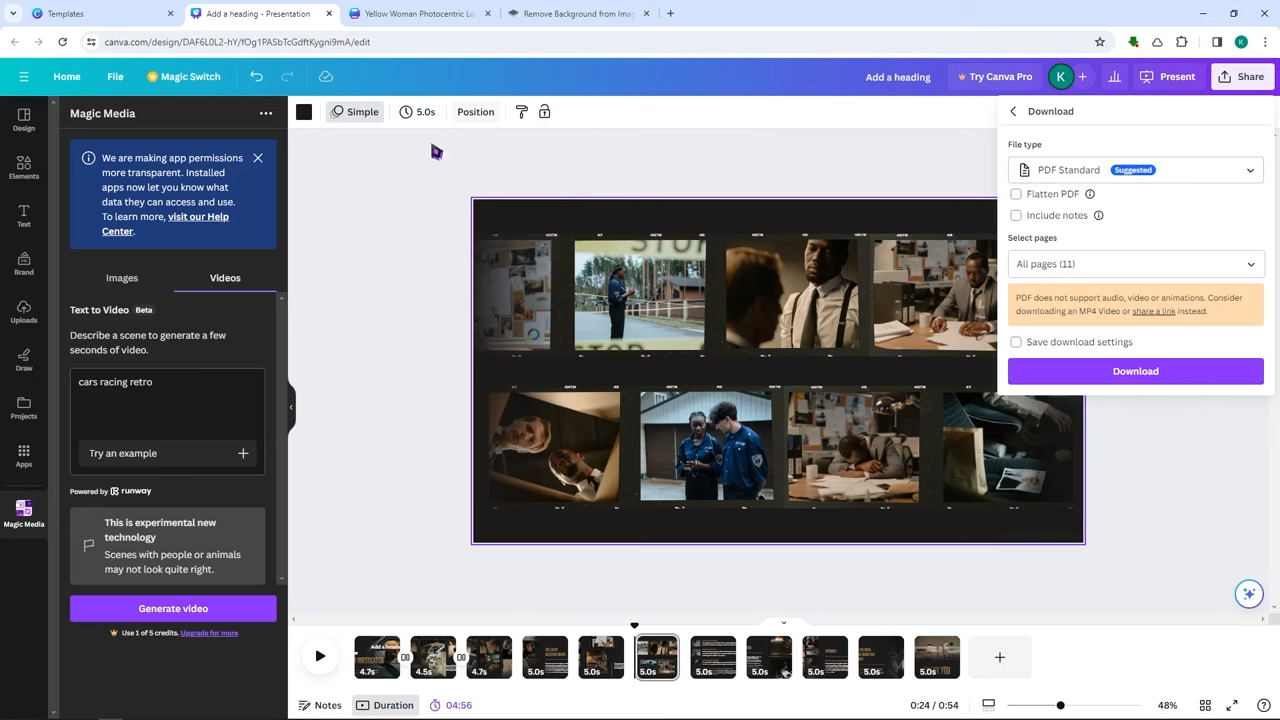 Templates
Add a heading - Presentation
Yellow Woman Photocentric Lo
Remove Background from Imag
canva.com/design/DAF6L0L2-hY/fOg1PASbTcGdftKygni9mA/edit
K
Home
File
Magic Switch
Add a heading
Try Canva Pro
K
Present
Share
Design
Elements
Text
Brand
Uploads
Draw
Projects
Apps
Magic Media
Magic Media
We are making app permissions
more transparent. Installed
apps now let you know what
data they can access and use.
To learn more, visit our Help
Center.
Images
Videos
Text to Video Beta
Describe a scene to generate a few
seconds of video.
cars racing retro
Try an example
Powered by runway
This is experimental new
technology
Scenes with people or animals
may not look quite right.
Generate video
Use 1 of 5 credits. Upgrade for more
Simple
5.0s
Position
Download
File type
PDF Standard Suggested
Flatten PDF
Include notes
Select pages
All pages (11)
PDF does not support audio, video or animations. Consider
downloading an MP4 Video or share a link instead.
Save download settings
Download
4.7s
4.5s
4.7s
5.0s
5.0s
5.0s
5.0s
5.0s
5.0s
5.0s
5.0s
Notes
Duration
04:56
0:24 / 0:54
48%